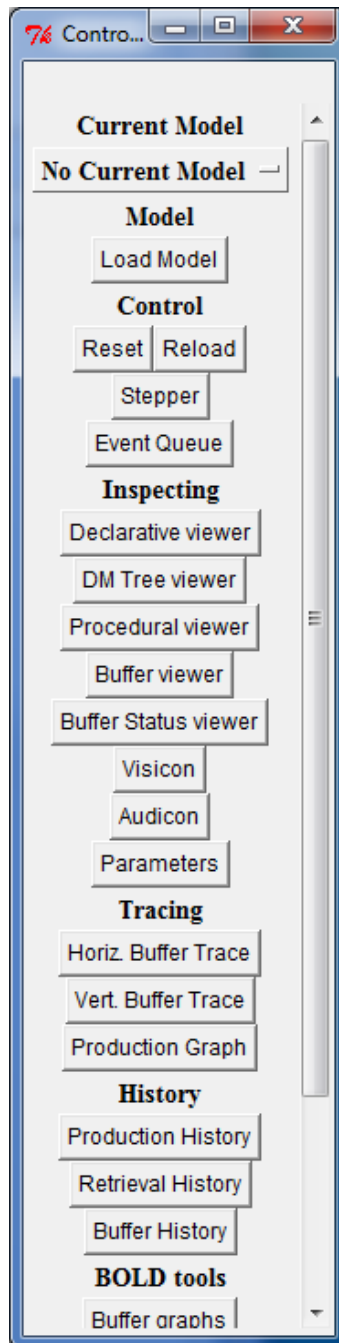 Contro...
Current Model
No Current Model
Model
Load Model
Control
Reset Reload
Stepper
Event Queue
Inspecting
Declarative viewer
DM Tree viewer
Procedural viewer
Buffer viewer
Buffer Status viewer
Visicon
Audicon
Parameters
Tracing
Horiz. Buffer Trace
Vert. Buffer Trace
Production Graph
History
Production History
Retrieval History
Buffer History
BOLD tools
Buffer graphs